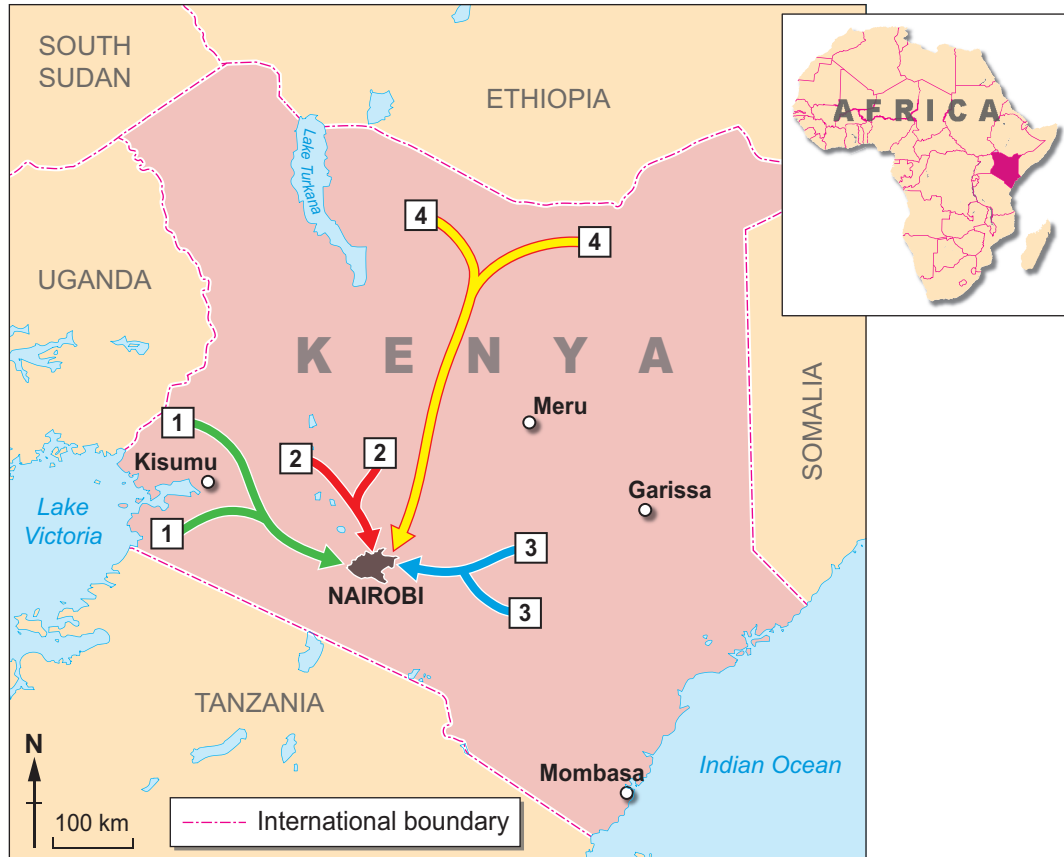 SOUTH
SUDAN
ETHIOPIA
AFRICA
Lake Turkana
4
4
UGANDA
KENYA
SOMALIA
Meru
1
2
2
Kisumu
Garissa
Lake
Victoria
1
3
NAIROBI
3
TANZANIA
N
100 km
Mombasa
Indian Ocean
International boundary